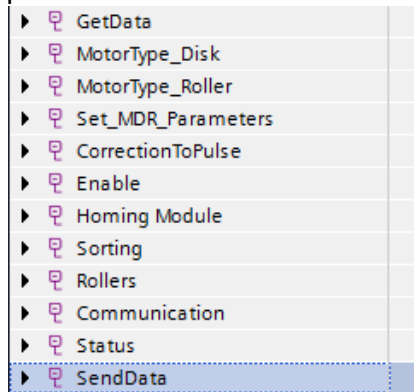 GetData
MotorType_Disk
MotorType_Roller
Set_MDR_Parameters
CorrectionToPulse
Enable
Homing Module
Sorting
Rollers
Communication
Status
SendData